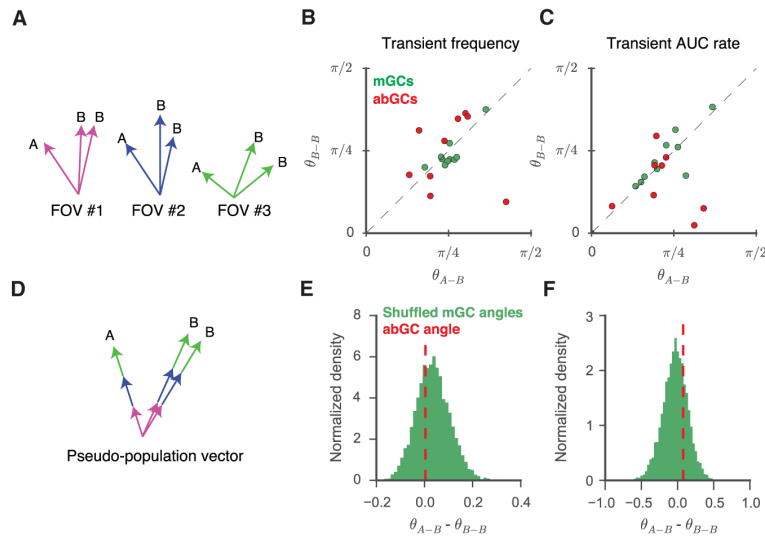 A
A
B
B
FOV #1
A
B
B
FOV #2
A
B
B
FOV #3
B
Transient frequency
mGCs
abGCs
π/2
π/4
0
θB−B
0
π/4
π/2
θA−B
C
Transient AUC rate
π/2
π/4
0
θB−B
0
π/4
π/2
θA−B
D
A
B
B
Pseudo-population vector
E
Shuffled mGC angles
abGC angle
Normalized density
8
6
4
2
0
−0.2
0.0
0.2
0.4
θA−B - θB−B
F
Normalized density
3
2
1
0
−1.0
−0.5
0.0
0.5
1.0
θA−B - θB−B